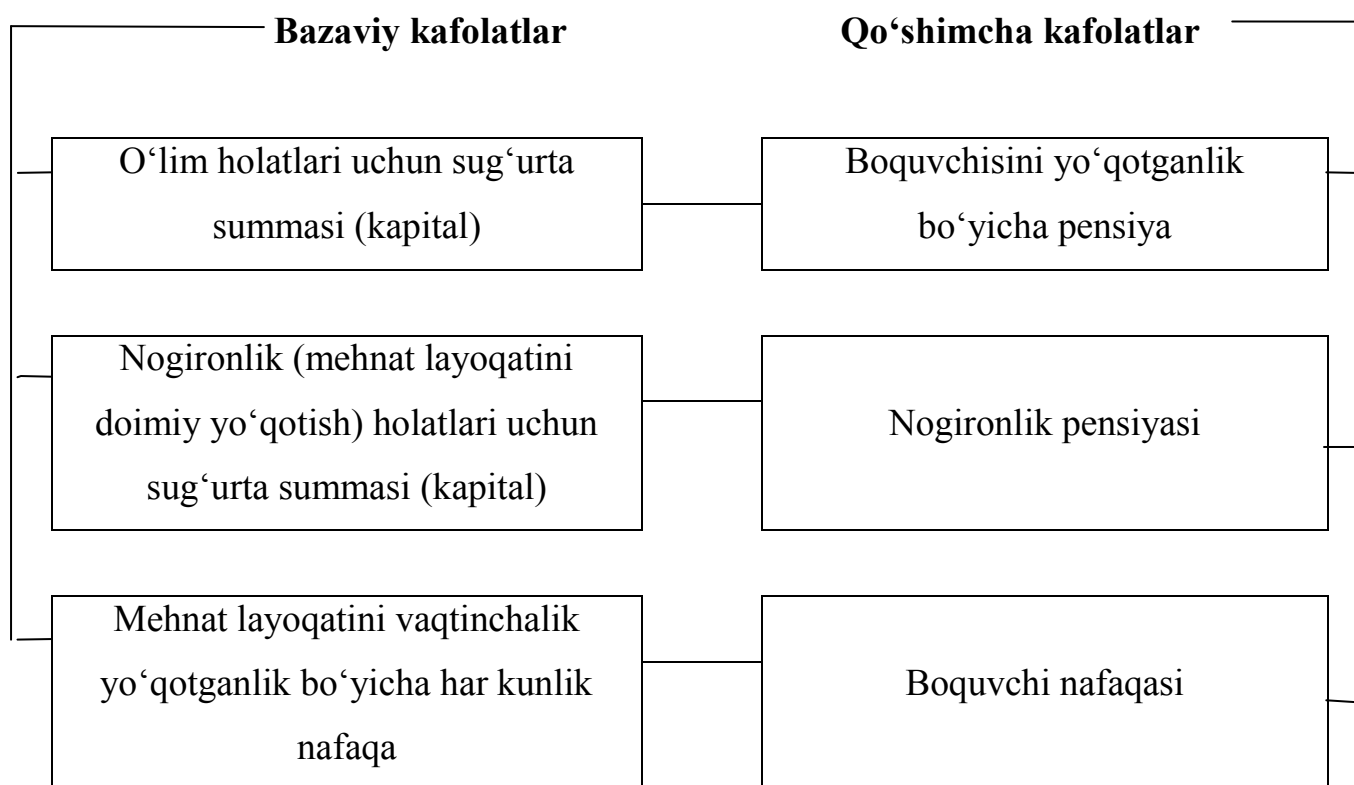 Bazaviy kafolatlar
Qo‘shimcha kafolatlar
O‘lim holatlari uchun sug‘urta
summasi (kapital)
Boquvchisini yo‘qotganlik
bo‘yicha pensiya
Nogironlik (mehnat layoqatini
doimiy yo‘qotish) holatlari uchun
sug‘urta summasi (kapital)
Nogironlik pensiyasi
Mehnat layoqatini vaqtinchalik
yo‘qotganlik bo‘yicha har kunlik
nafaqa
Boquvchi nafaqasi